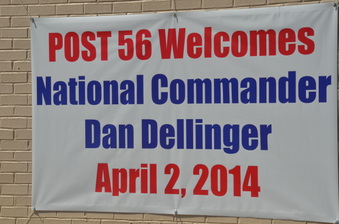 POST 56 Welcomes
National Commander
Dan Dellinger
April 2, 2014